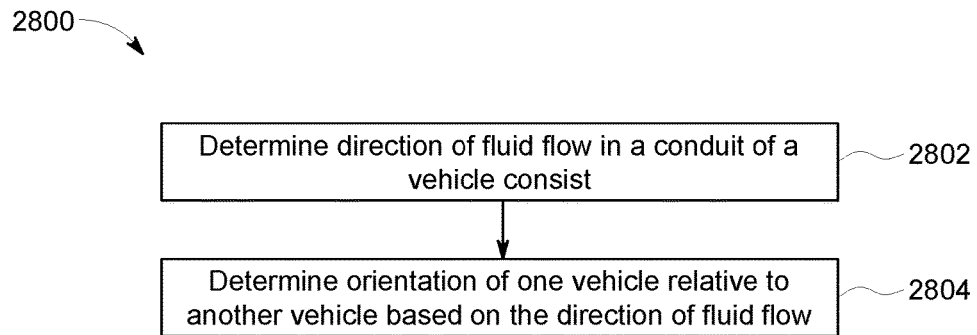 2800
Determine direction of fluid flow in a conduit of a
vehicle consist
2802
Determine orientation of one vehicle relative to
another vehicle based on the direction of fluid flow
2804